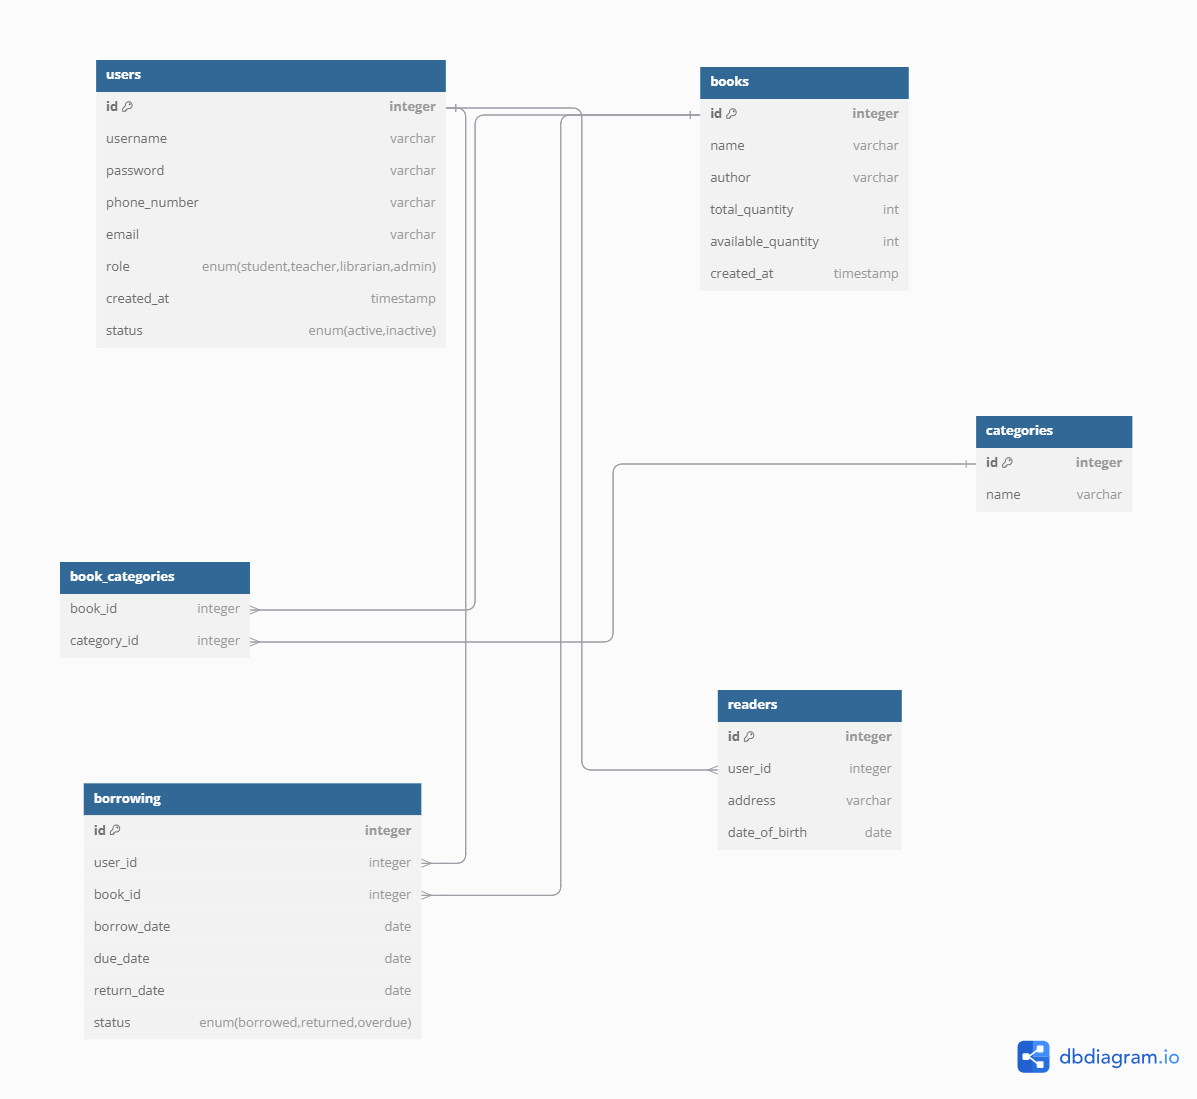 users
id integer
username varchar
password varchar
phone_number varchar
email varchar
role enum(student,teacher,librarian,admin)
created_at timestamp
status enum(active,inactive)
books
id integer
name varchar
author varchar
total_quantity int
available_quantity int
created_at timestamp
categories
id integer
name varchar
book_categories
book_id integer
category_id integer
readers
id integer
user_id integer
address varchar
date_of_birth date
borrowing
id integer
user_id integer
book_id integer
borrow_date date
due_date date
return_date date
status enum(borrowed,returned,overdue)
dbdiagram.io